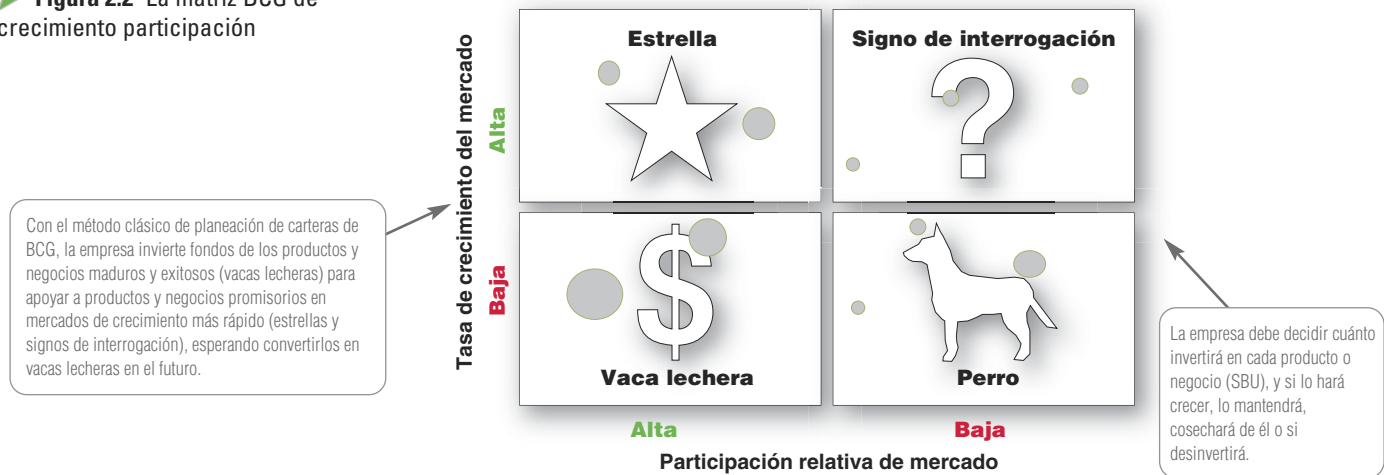 Figura 2.2 La matriz BCG de
crecimiento participación
Tasa de crecimiento del mercado
Alta
Baja
Estrella
Signo de interrogación
Vaca lechera
Perro
Alta
Baja
Participación relativa de mercado
Con el método clásico de planeación de carteras de
BCG, la empresa invierte fondos de los productos y
negocios maduros y exitosos (vacas lecheras) para
apoyar a productos y negocios promisorios en
mercados de crecimiento más rápido (estrellas y
signos de interrogación), esperando convertirlos en
vacas lecheras en el futuro.
La empresa debe decidir cuánto
invertirá en cada producto o
negocio (SBU), y si lo hará
crecer, lo mantendrá,
cosechará de él o si
desinvertirá.